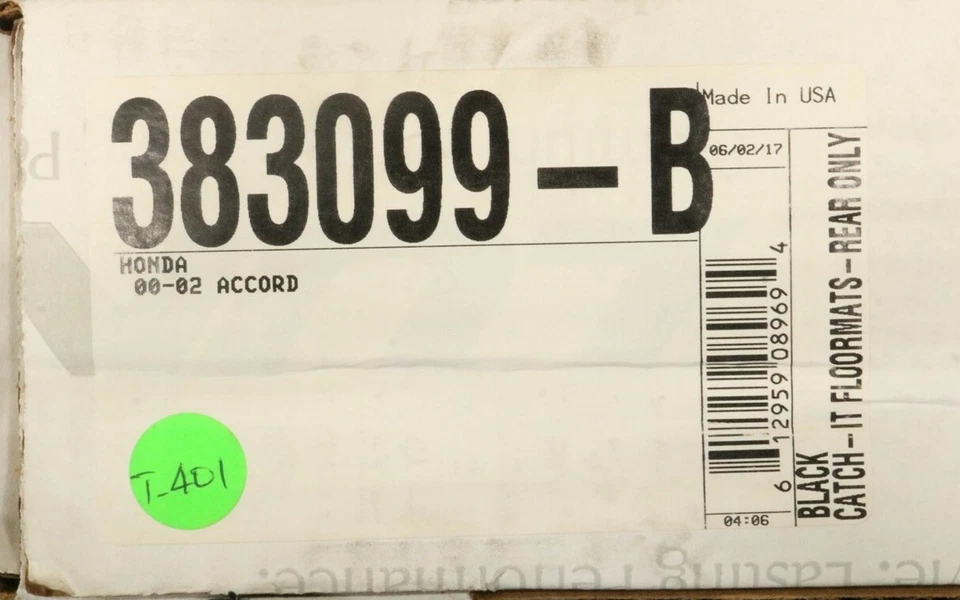 383099-B
Made In USA
06/02/17
HONDA
00-02 ACCORD
6 12959 08969 4
04:06
BLACK
CATCH-IT FLOORMATS-REAR ONLY
T-401